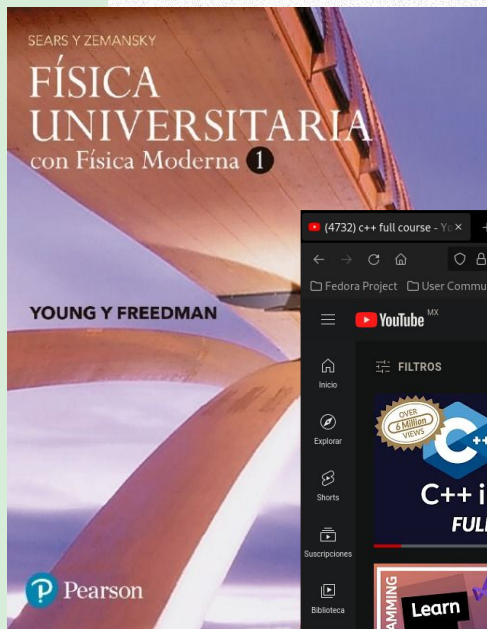 SEARS Y ZEMANSKY
FÍSICA
UNIVERSITARIA
con Física Moderna 1
YOUNG Y FREEDMAN
Pearson
(4732) c++ full course - Yo
Fedora Project
User Commu
YouTube MX
Inicio
FILTROS
Explorar
OVER
6 Million
VIEWS
C++
Shorts
C++ i
FULL
Suscripciones
Biblioteca
MMING
Learn